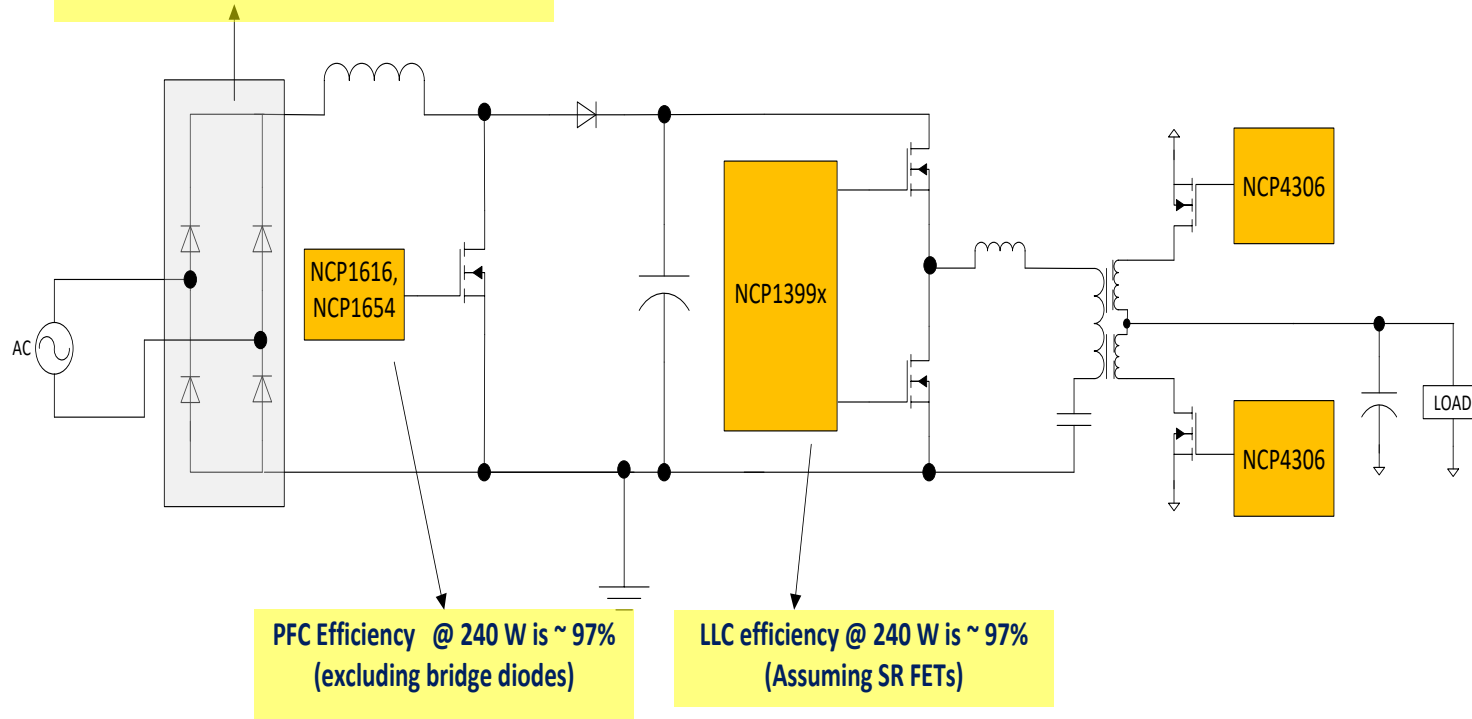 NCP1616,
NCP1654
NCP1399x
NCP4306
AC
LOAD
NCP4306
PFC Efficiency @ 240 W is ~ 97%
(excluding bridge diodes)
LLC efficiency @ 240 W is ~ 97%
(Assuming SR FETs)